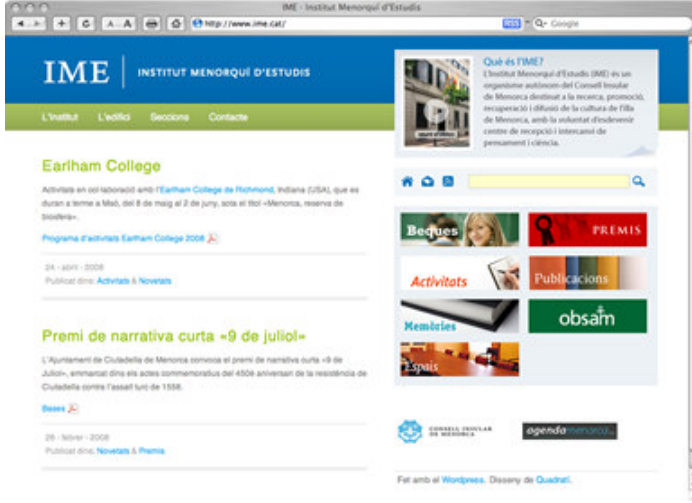 IME - Institut Menorquí d'Estudis
A A
http://www.ime.cat/
RSS
Google
IME
INSTITUT MENORQUÍ D'ESTUDIS
L'institut L'edifici Seccions Contacte
Què és l'IME?
L'Institut Menorquí d'Estudis (IME) és un
organisme autònom del Consell Insular
de Menorca destinat a la recerca, promoció,
recuperació i difusió de la cultura de l'illa
de Menorca, amb la voluntat d'esdevenir
centre de recepció i intercanvi de
pensament i ciència.
Earlham College
Activitats en col·laboració amb l'Earlham College de Richmond, Indiana (USA), que es
duran a terme a Maó, del 8 de maig al 2 de juny, sota el títol «Menorca, reserva de
biosfera».
Programa d'activitats Earlham College 2008
24 - abril - 2008
Publicat dins: Activitats & Novetats
Premi de narrativa curta «9 de juliol»
L'Ajuntament de Ciutadella de Menorca convoca el premi de narrativa curta «9 de
Juliol», emmarcat dins els actes commemoratius del 450è aniversari de la resistència de
Ciutadella contra l'assalt turc de 1558.
Bases
26 - febrer - 2008
Publicat dins: Novetats & Premis
Beques
PREMIS
Activitats
Publicacions
Memòries
obsam
Espais
CONSELL INSULAR
DE MENORCA
agendamenorca
Fet amb el Wordpress. Disseny de Quadratí.